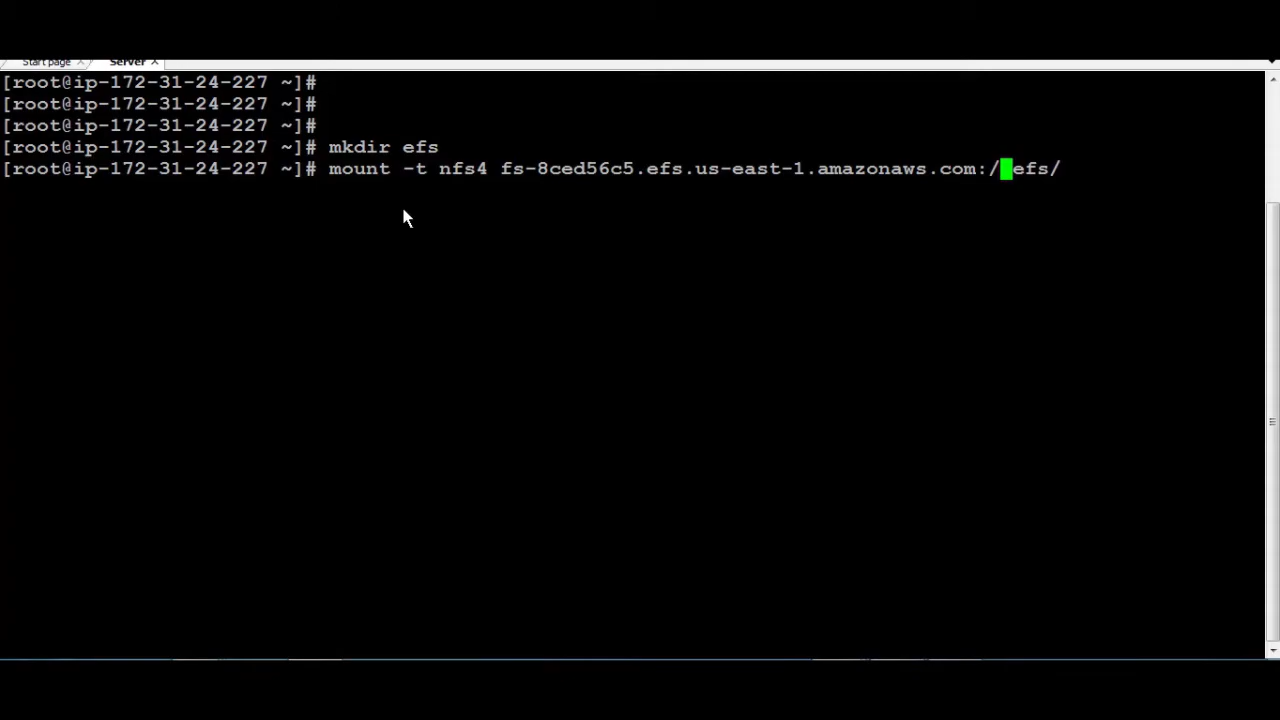 Start page Server
[root@ip-172-31-24-227 ~]#
[root@ip-172-31-24-227 ~]#
[root@ip-172-31-24-227 ~]#
[root@ip-172-31-24-227 ~]# mkdir efs
[root@ip-172-31-24-227 ~]# mount -t nfs4 fs-8ced56c5.efs.us-east-1.amazonaws.com:/ efs/